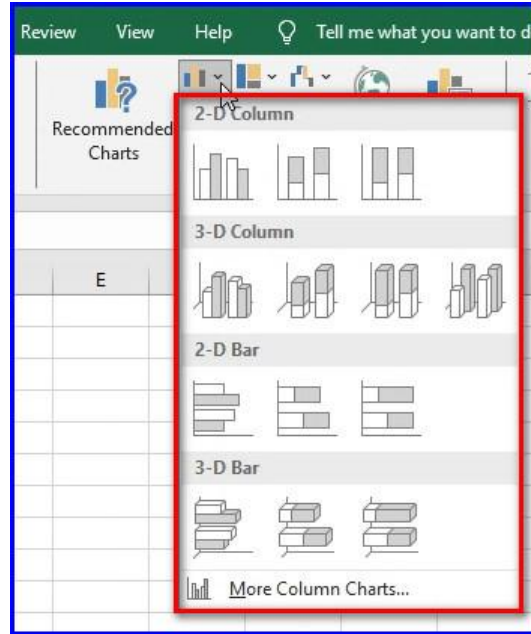 Review View Help Tell me what you want to d
Recommended
Charts
2-D Column
3-D Column
E
2-D Bar
3-D Bar
More Column Charts...